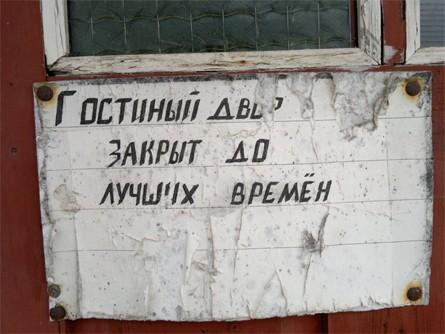 Гостиный двор
закрыт до
лучших времён